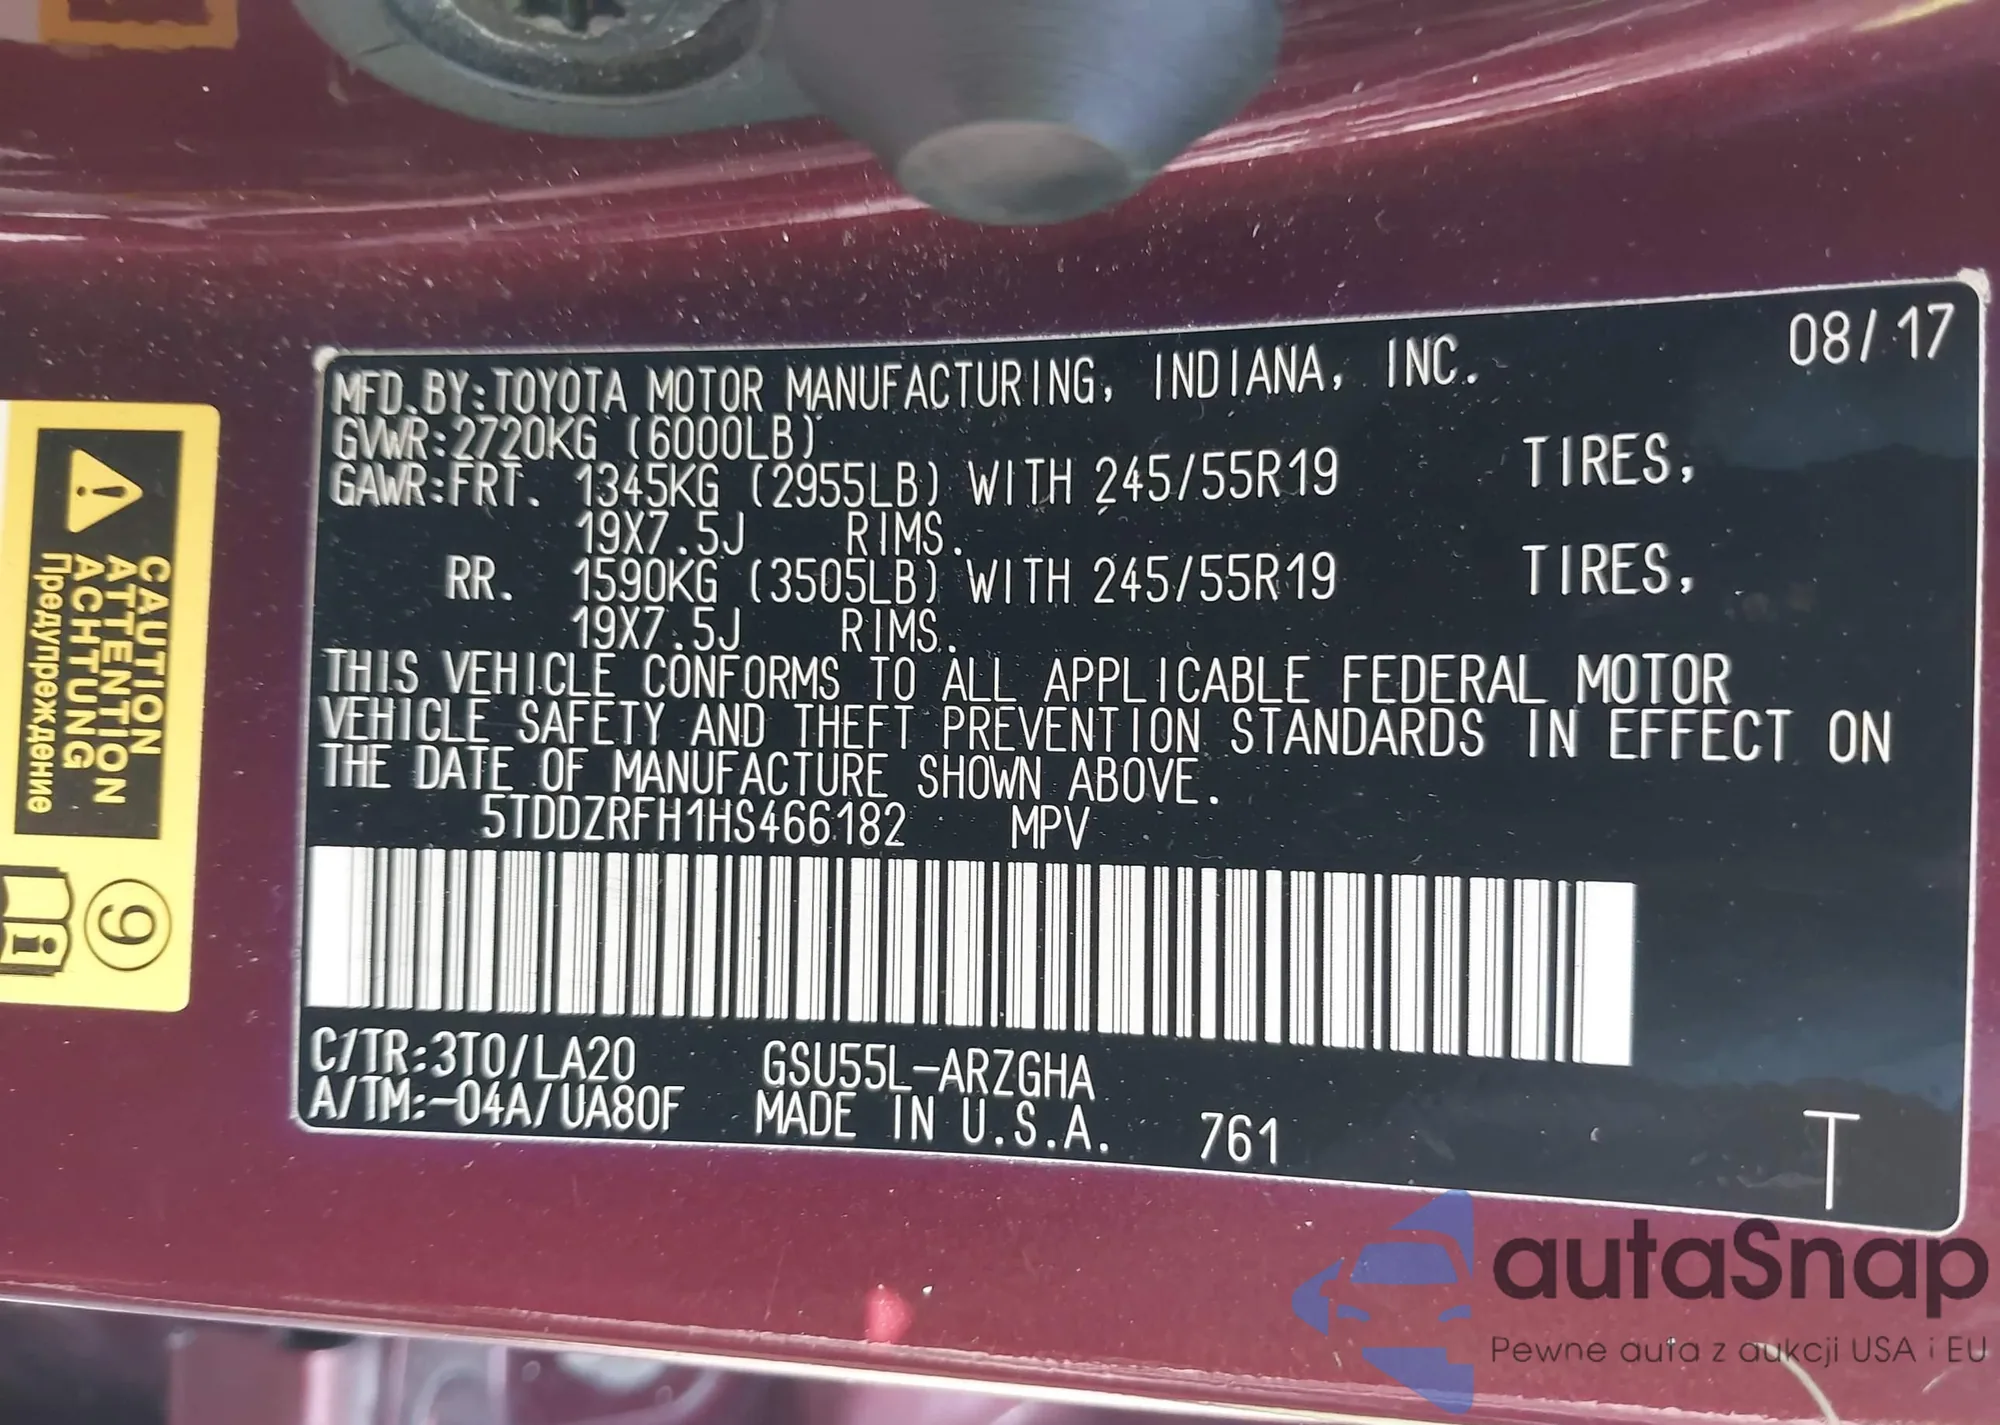 08/17
MFD.BY:TOYOTA MOTOR MANUFACTURING, INDIANA, INC.
GVWR:2720KG (6000LB)
GAWR:FRT. 1345KG (2955LB) WITH 245/55R19 TIRES,
19X7.5J RIMS.
RR. 1590KG (3505LB) WITH 245/55R19 TIRES,
19X7.5J RIMS.
THIS VEHICLE CONFORMS TO ALL APPLICABLE FEDERAL MOTOR
VEHICLE SAFETY AND THEFT PREVENTION STANDARDS IN EFFECT ON
THE DATE OF MANUFACTURE SHOWN ABOVE.
5TDDZRFH1HS466182 MPV
C/TR:3T0/LA20 GSU55L-ARZGHA
A/TM:-04A/UA80F MADE IN U.S.A. 761
T
CAUTION
ATTENTION
ACHTUNG
Предупреждение
9
i
autaSnap
Pewne auta z aukcji USA i EU